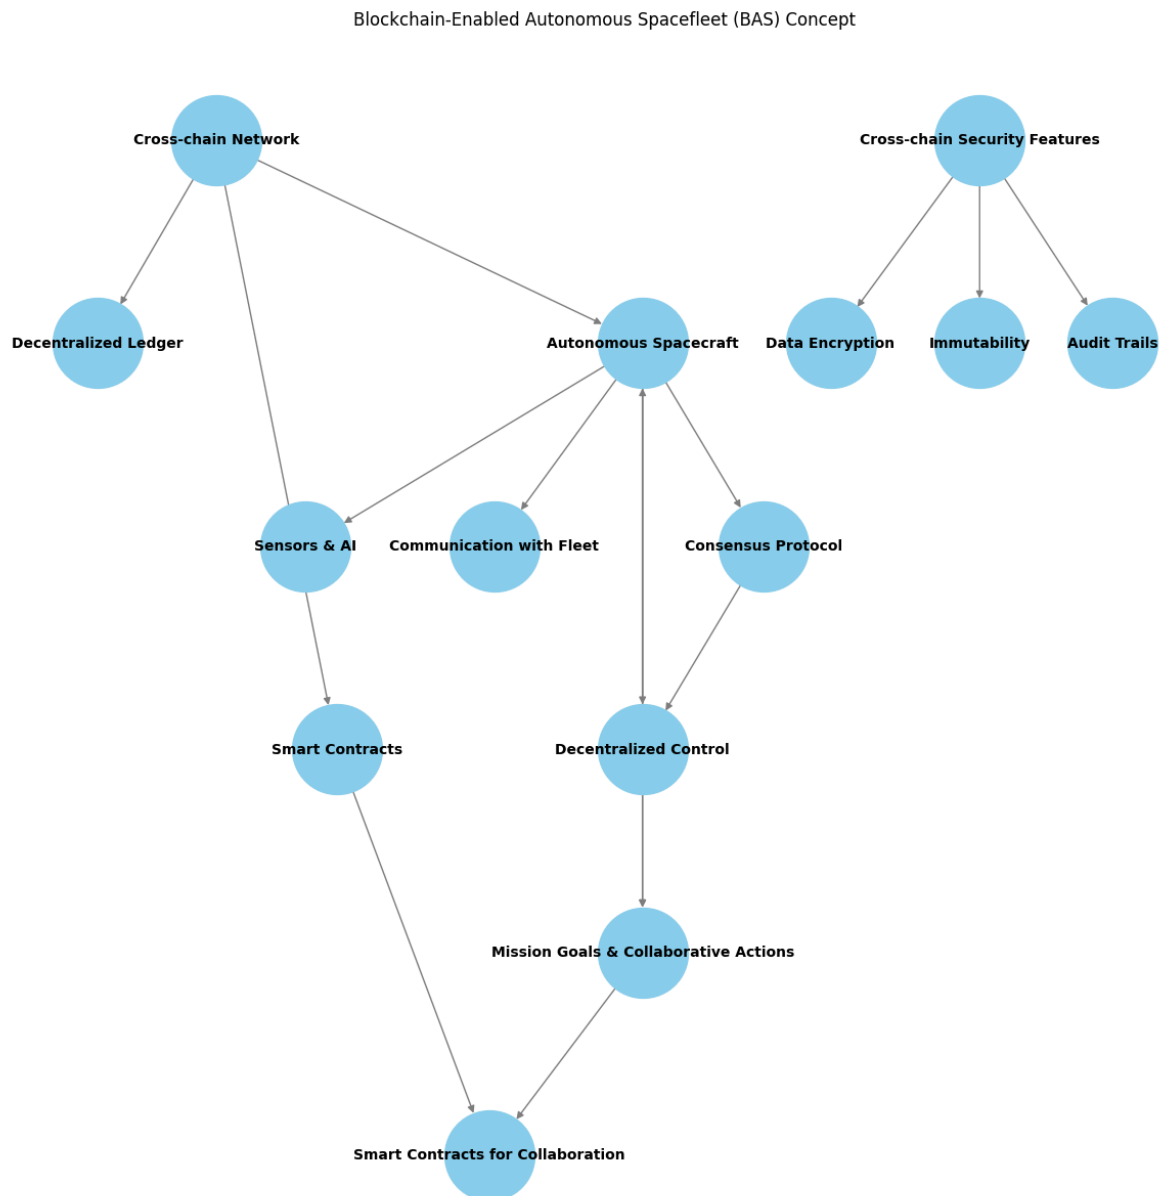 Blockchain-Enabled Autonomous Spacefleet (BAS) Concept
Cross-chain Network
Cross-chain Security Features
Decentralized Ledger
Autonomous Spacecraft
Data Encryption
Immutability
Audit Trails
Sensors & AI
Communication with Fleet
Consensus Protocol
Smart Contracts
Decentralized Control
Mission Goals & Collaborative Actions
Smart Contracts for Collaboration